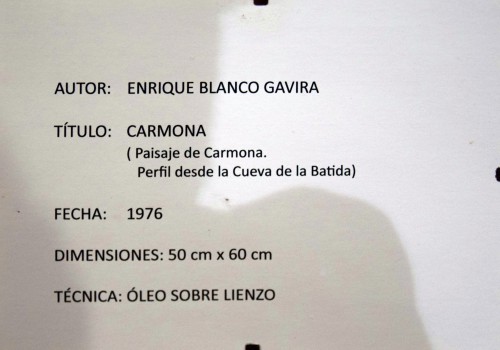 AUTOR: ENRIQUE BLANCO GAVIRA
TÍTULO: CARMONA
( Paisaje de Carmona.
Perfil desde la Cueva de la Batida)
FECHA: 1976
DIMENSIONES: 50 cm x 60 cm
TÉCNICA: ÓLEO SOBRE LIENZO